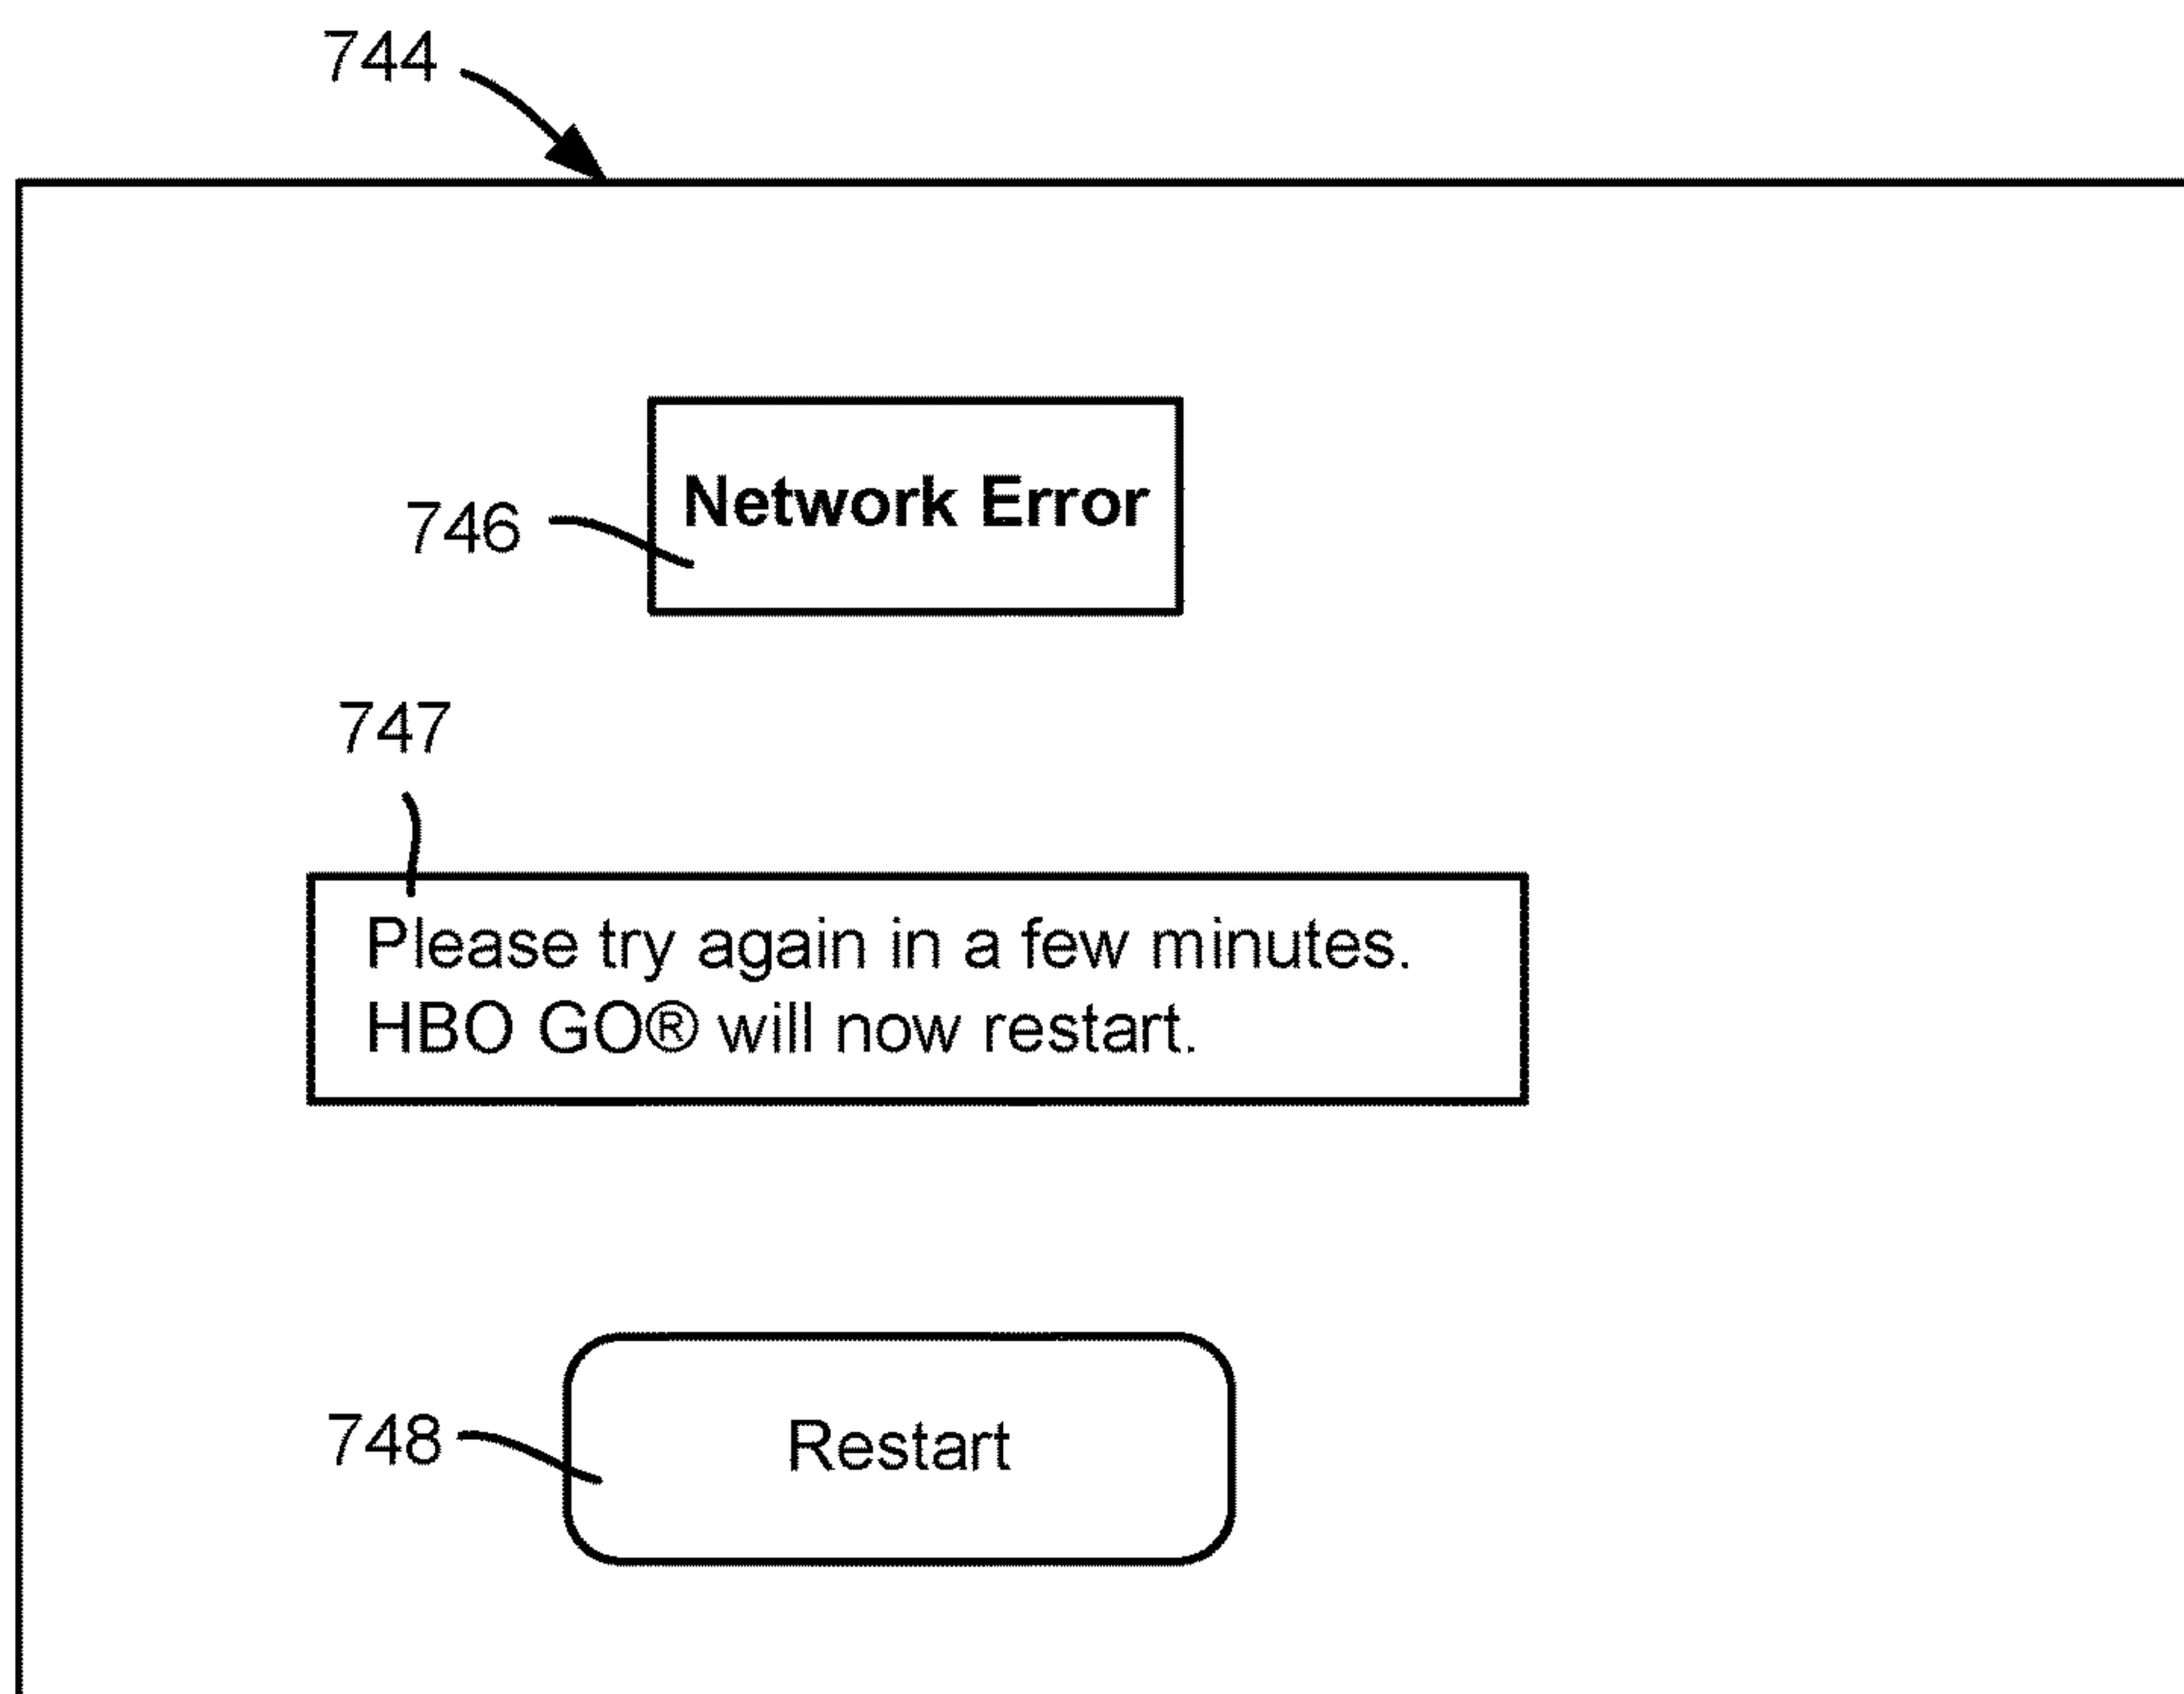 744
Network Error
746
747
Please try again in a few minutes.
HBO GO® will now restart.
748
Restart